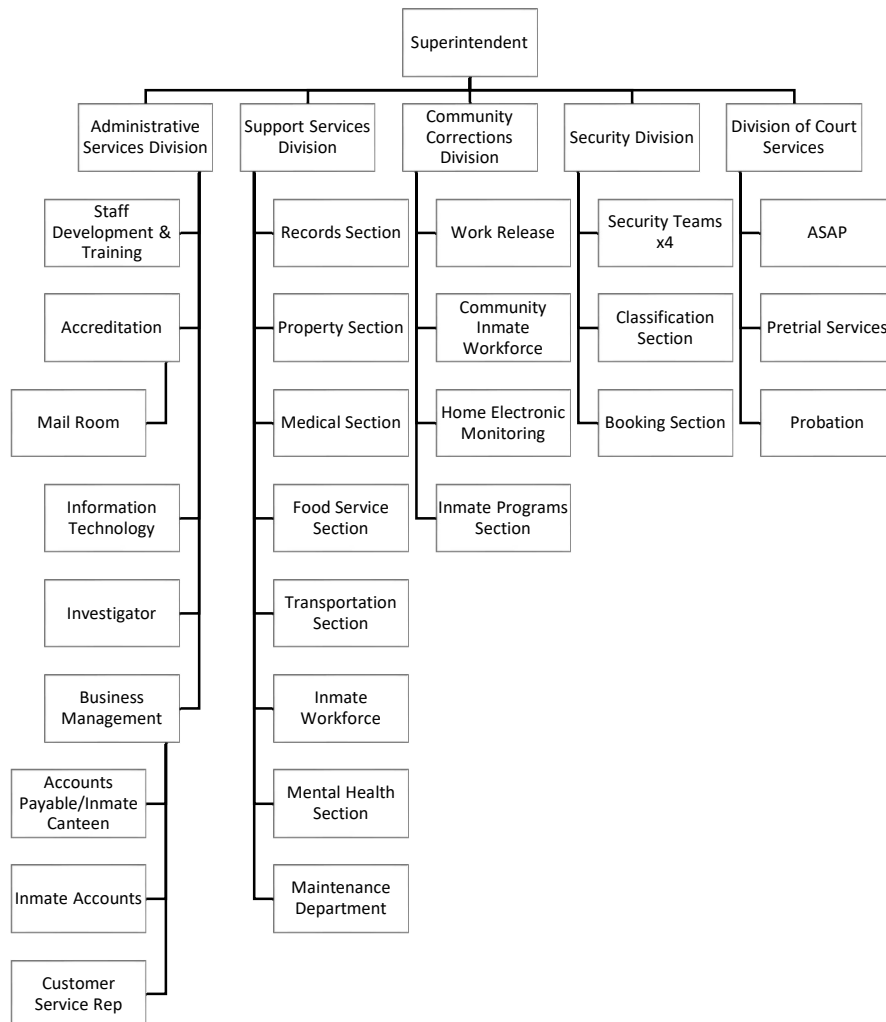 Superintendent
Administrative
Services Division
Staff
Development &
Training
Accreditation
Mail Room
Information
Technology
Investigator
Business
Management
Accounts
Payable/Inmate
Canteen
Inmate Accounts
Customer
Service Rep
Support Services
Division
Records Section
Property Section
Medical Section
Food Service
Section
Transportation
Section
Inmate
Workforce
Mental Health
Section
Maintenance
Department
Community
Corrections
Division
Work Release
Community
Inmate
Workforce
Home Electronic
Monitoring
Inmate Programs
Section
Security Division
Security Teams
x4
Classification
Section
Booking Section
Division of Court
Services
ASAP
Pretrial Services
Probation